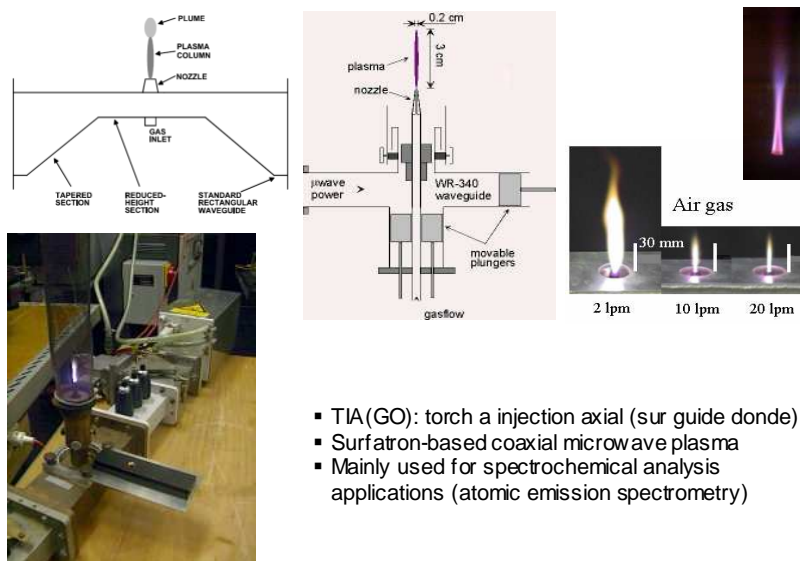 PLUME
PLASMA
COLUMN
NOZZLE
GAS
INLET
TAPERED
SECTION
REDUCED-
HEIGHT
SECTION
STANDARD
RECTANGULAR
WAVEGUIDE
0.2 cm
3 cm
plasma
nozzle
µwave
power
WR-340
waveguide
movable
plungers
gasflow
Air gas
30 mm
2 lpm
10 lpm
20 lpm
▪ TIA(GO): torch a injection axial (sur guide donde)
▪ Surfatron-based coaxial microwave plasma
▪ Mainly used for spectrochemical analysis
applications (atomic emission spectrometry)